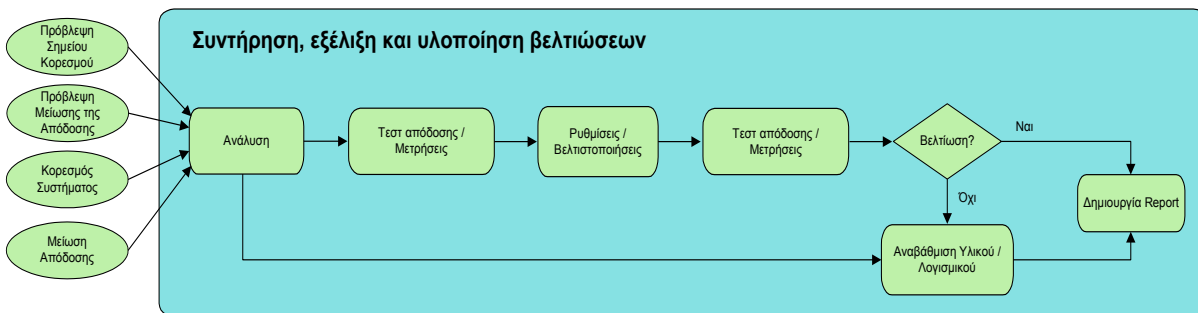 Συντήρηση, εξέλιξη και υλοποίηση βελτιώσεων
Πρόβλεψη
Σημείου
Κορεσμού
Πρόβλεψη
Μείωσης της
Απόδοσης
Κορεσμός
Συστήματος
Μείωση
Απόδοσης
Ανάλυση
Τεστ απόδοσης /
Μετρήσεις
Ρυθμίσεις /
Βελτιστοποιήσεις
Τεστ απόδοσης /
Μετρήσεις
Βελτίωση?
Ναι
Όχι
Αναβάθμιση Υλικού /
Λογισμικού
Δημιουργία Report